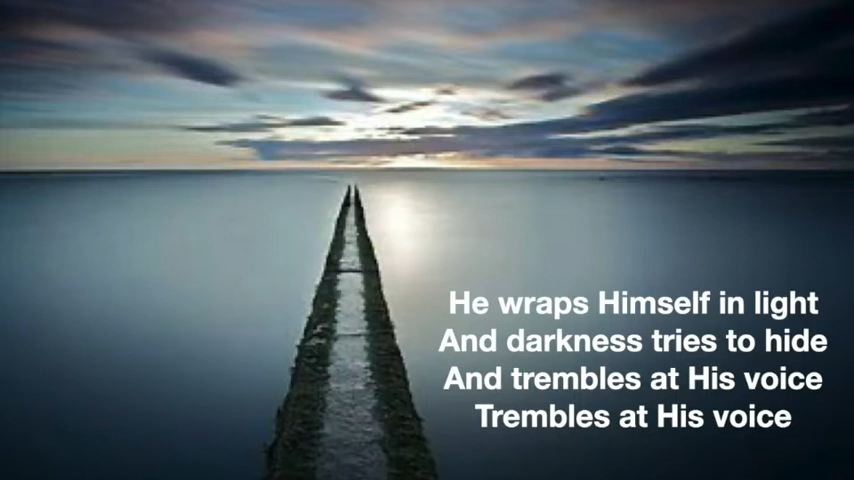 He wraps Himself in light
And darkness tries to hide
And trembles at His voice
Trembles at His voice